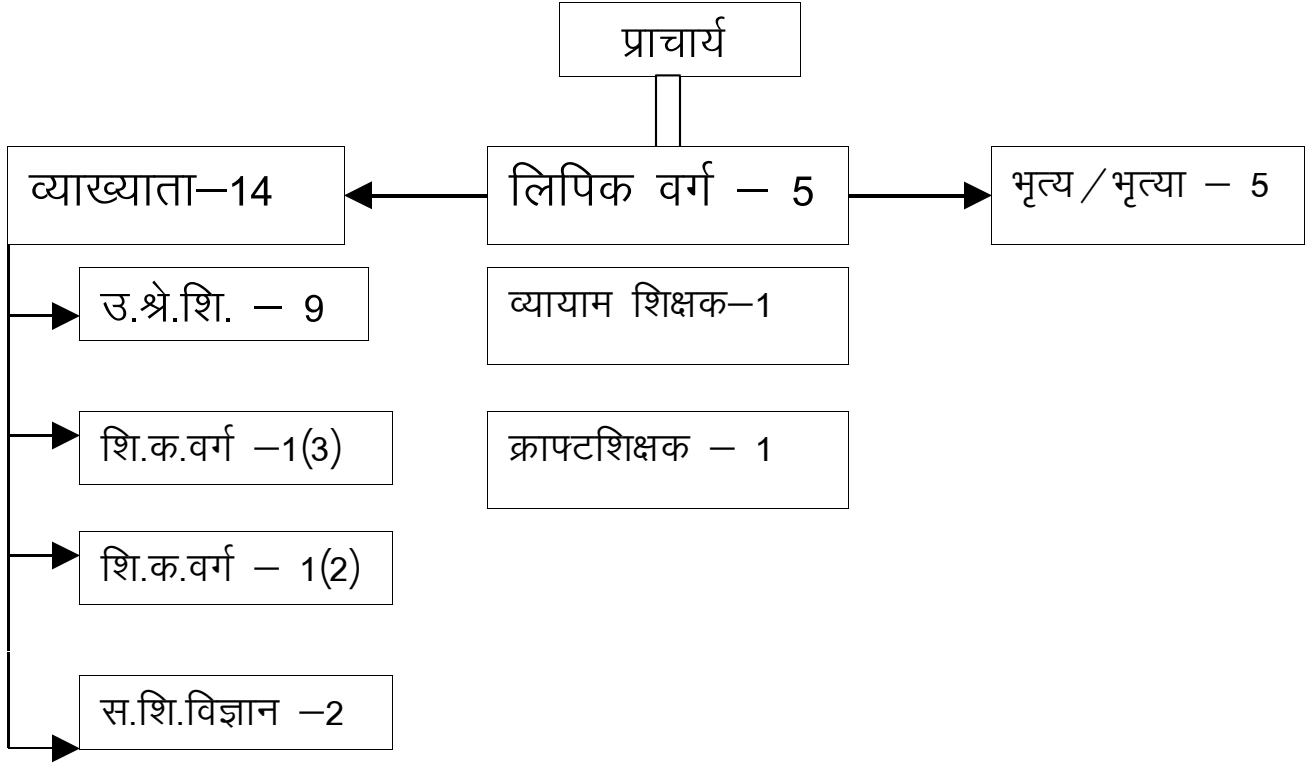 प्राचार्य
व्याख्याता–14
लिपिक वर्ग – 5
भृत्य/भृत्या – 5
उ.श्रे.शि. – 9
व्यायाम शिक्षक–1
शि.क.वर्ग –1(3)
क्राफ्टशिक्षक – 1
शि.क.वर्ग – 1(2)
स.शि.विज्ञान –2